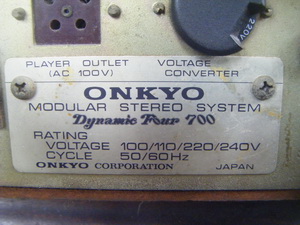 220V
PLAYER OUTLET VOLTAGE
(AC 100V) CONVERTER
ONKYO
MODULAR STEREO SYSTEM
Dynamic Four 700
RATING
VOLTAGE 100/110/220/240V
CYCLE 50/60Hz
ONKYO CORPORATION JAPAN